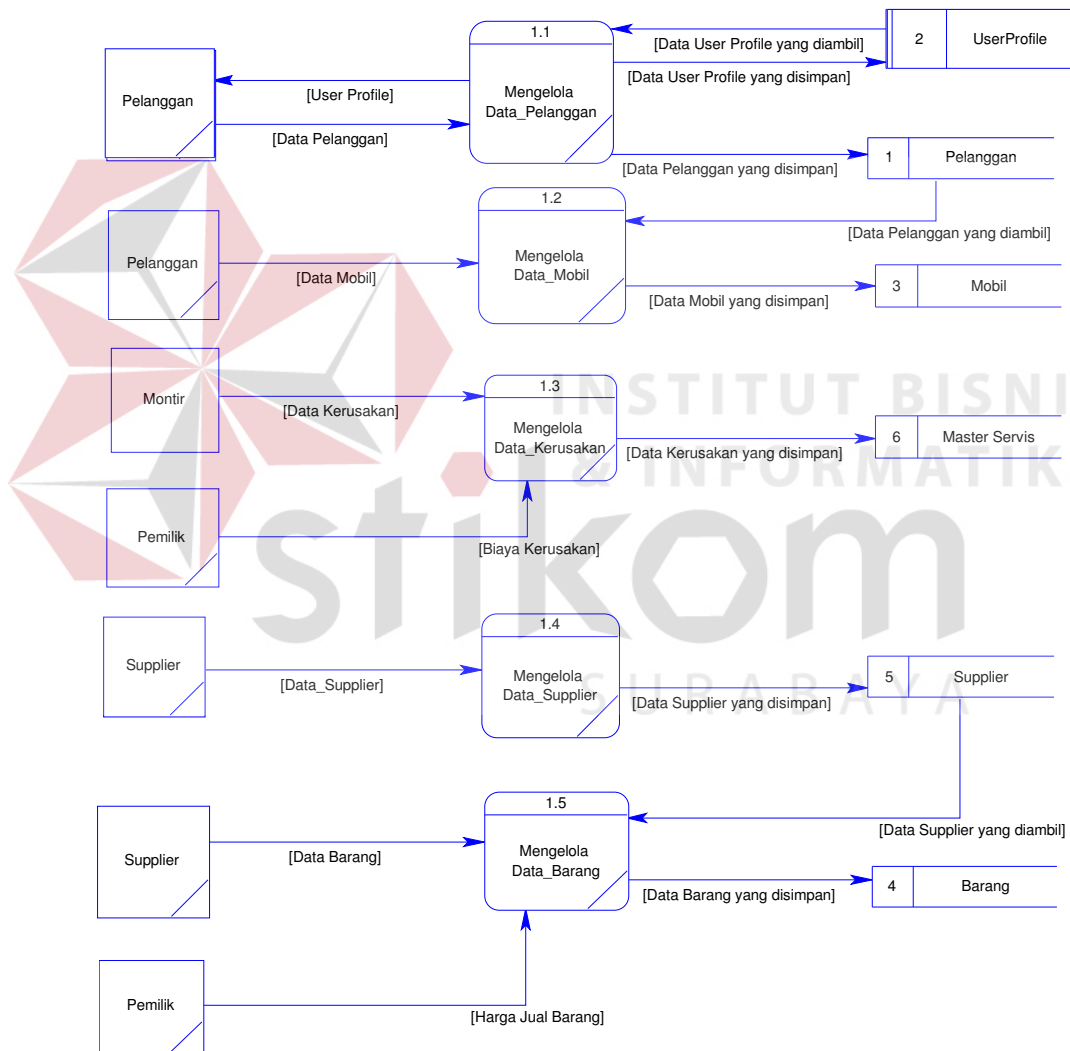 1.1
[Data User Profile yang diambil]
2
UserProfile
[Data User Profile yang disimpan]
Pelanggan
[User Profile]
Mengelola
Data_Pelanggan
[Data Pelanggan]
[Data Pelanggan yang disimpan]
1
Pelanggan
1.2
[Data Pelanggan yang diambil]
Pelanggan
[Data Mobil]
Mengelola
Data_Mobil
[Data Mobil yang disimpan]
3
Mobil
Montir
[Data Kerusakan]
1.3
Mengelola
Data_Kerusakan
[Data Kerusakan yang disimpan]
6
Master Servis
INSTITUT BISNI
& INFORMATIK
Pemilik
[Biaya Kerusakan]
stikom
SURABAYA
1.4
Supplier
[Data_Supplier]
Mengelola
Data_Supplier
[Data Supplier yang disimpan]
5
Supplier
1.5
[Data Supplier yang diambil]
Supplier
[Data Barang]
Mengelola
Data_Barang
[Data Barang yang disimpan]
4
Barang
Pemilik
[Harga Jual Barang]